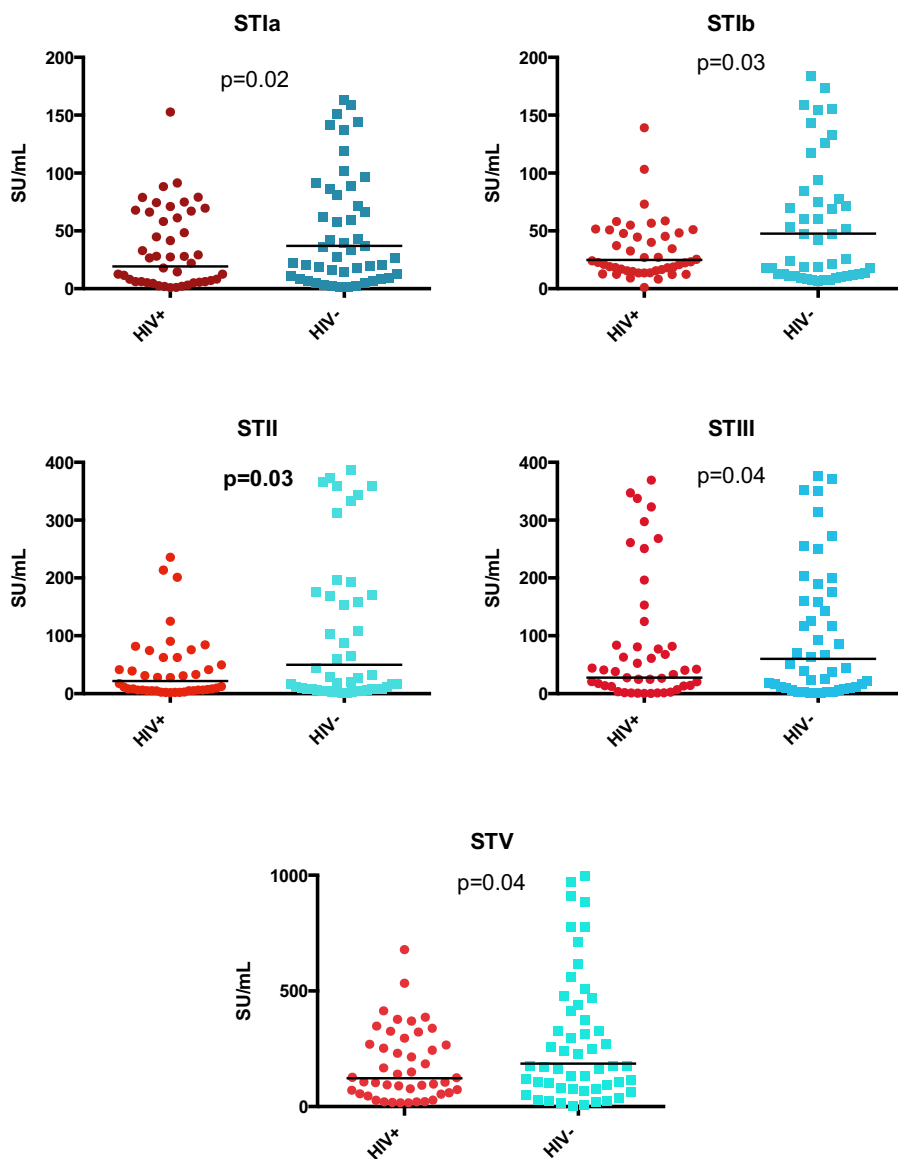 STIa
p=0.02
SU/mL
200
150
100
50
0
HIV+
HIV-
STIb
p=0.03
SU/mL
200
150
100
50
0
HIV+
HIV-
STII
p=0.03
SU/mL
400
300
200
100
0
HIV+
HIV-
STIII
p=0.04
SU/mL
400
300
200
100
0
HIV+
HIV-
STV
p=0.04
SU/mL
1000
500
0
HIV+
HIV-